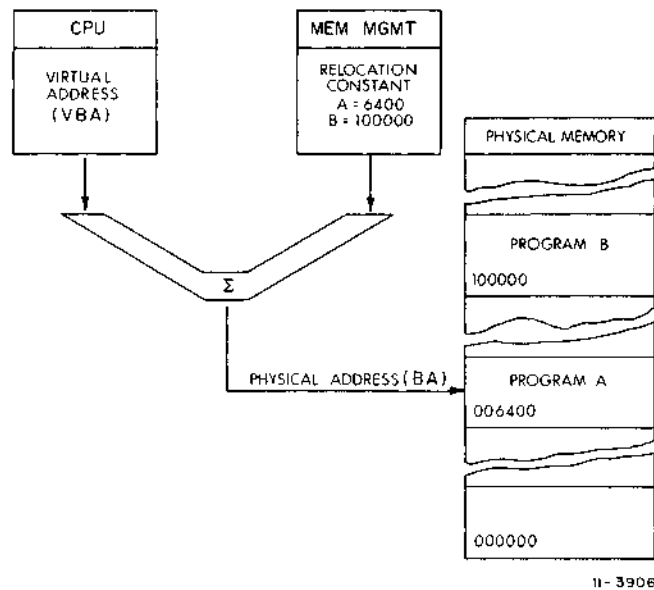 CPU
VIRTUAL
ADDRESS
(VBA)
MEM MGMT
RELOCATION
CONSTANT
A = 6400
B = 100000
PHYSICAL MEMORY
PROGRAM B
100000
Σ
PHYSICAL ADDRESS (BA)
PROGRAM A
006400
000000
11-3906